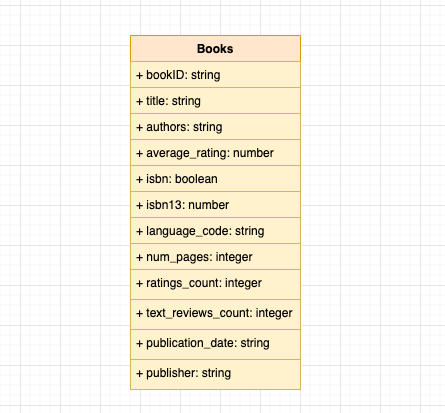 Books
+ bookID: string
+ title: string
+ authors: string
+ average_rating: number
+ isbn: boolean
+ isbn13: number
+ language_code: string
+ num_pages: integer
+ ratings_count: integer
+ text_reviews_count: integer
+ publication_date: string
+ publisher: string